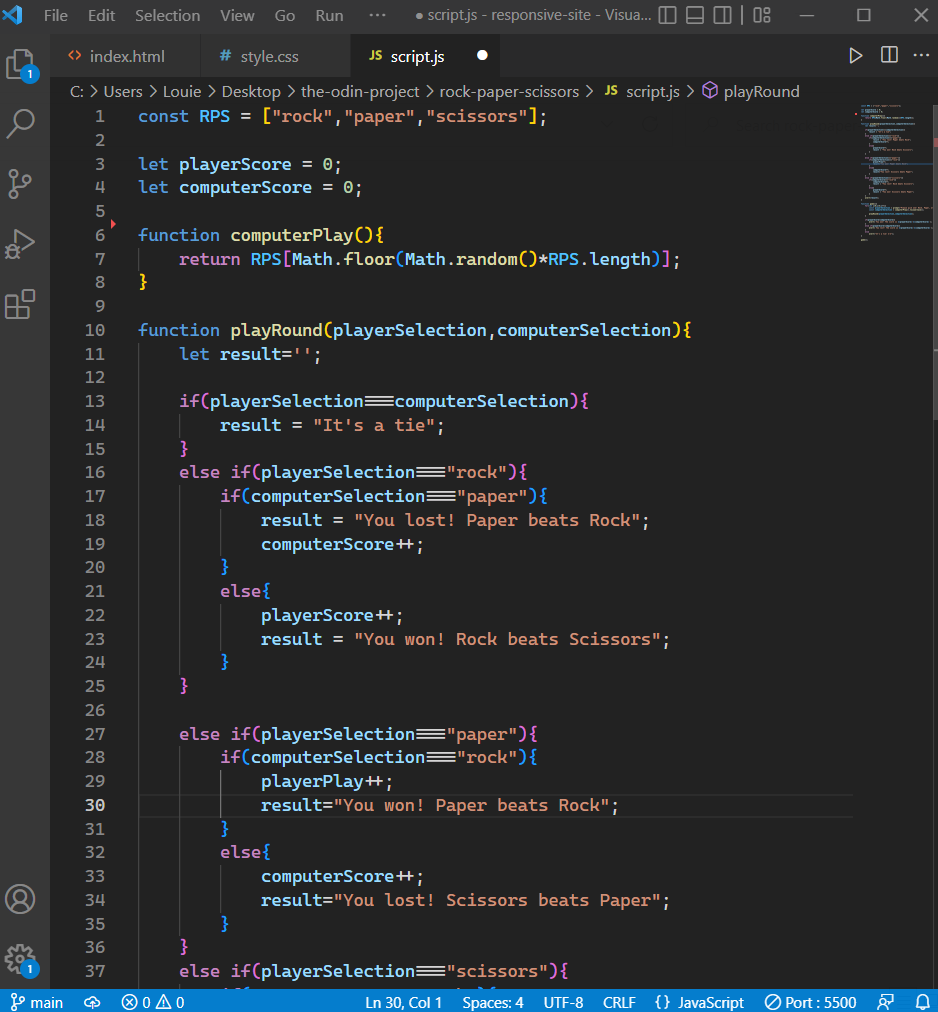 File Edit Selection View Go Run ··· ● script.js - responsive-site - Visua...
<> index.html # style.css JS script.js ●
C: > Users > Louie > Desktop > the-odin-project > rock-paper-scissors > JS script.js > playRound
1 const RPS = ["rock","paper","scissors"];
2
3 let playerScore = 0;
4 let computerScore = 0;
5
6 function computerPlay(){
7     return RPS[Math.floor(Math.random()*RPS.length)];
8 }
9
10 function playRound(playerSelection,computerSelection){
11     let result='';
12
13     if(playerSelection===computerSelection){
14         result = "It's a tie";
15     }
16     else if(playerSelection==="rock"){
17         if(computerSelection==="paper"){
18             result = "You lost! Paper beats Rock";
19             computerScore++;
20         }
21         else{
22             playerScore++;
23             result = "You won! Rock beats Scissors";
24         }
25     }
26
27     else if(playerSelection==="paper"){
28         if(computerSelection==="rock"){
29             playerPlay++;
30             result="You won! Paper beats Rock";
31         }
32         else{
33             computerScore++;
34             result="You lost! Scissors beats Paper";
35         }
36     }
37     else if(playerSelection==="scissors"){
1
1
main 0 0 Ln 30, Col 1 Spaces: 4 UTF-8 CRLF {} JavaScript Port : 5500